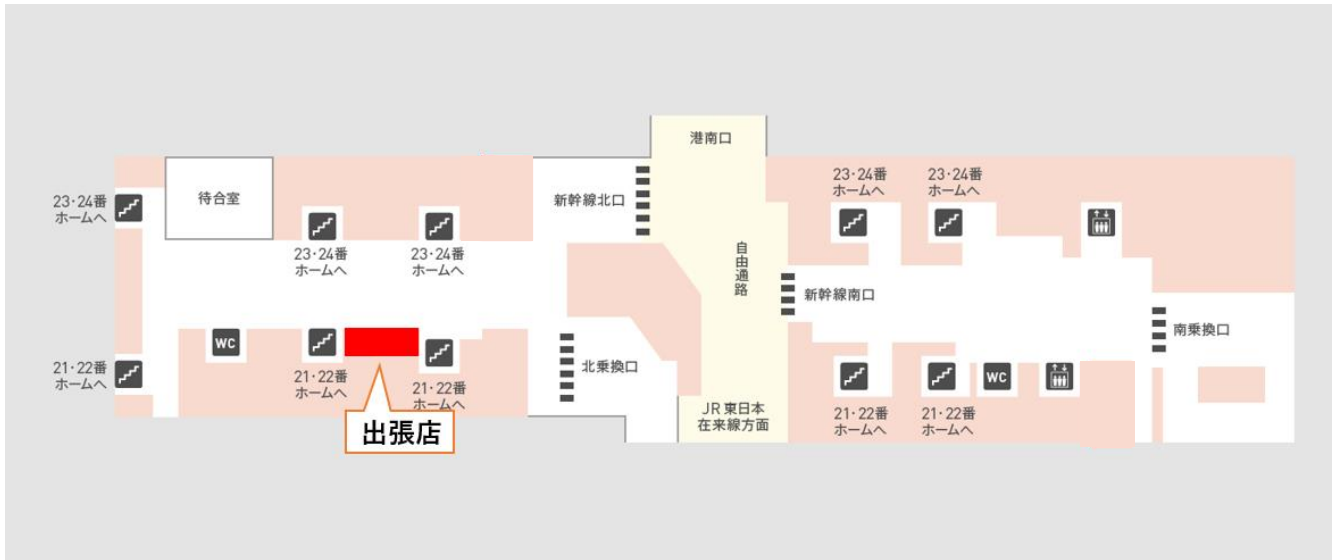 港南口
23・24番
ホームへ
待合室
新幹線北口
23・24番
ホームへ
23・24番
ホームへ
23・24番
ホームへ
23・24番
ホームへ
自由通路
新幹線南口
南乗換口
WC
21・22番
ホームへ
21・22番
ホームへ
21・22番
ホームへ
北乗換口
出張店
JR東日本
在来線方面
21・22番
ホームへ
21・22番
ホームへ
WC